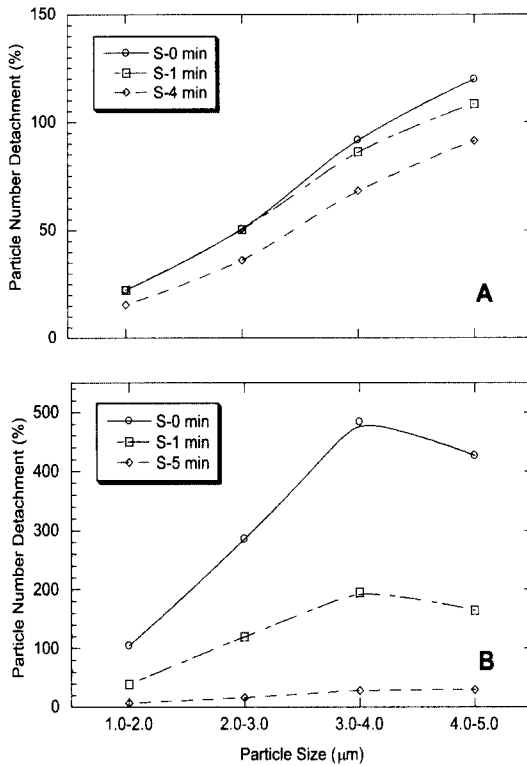 150
100
50
0
Particle Number Detachment (%)
S-0 min
S-1 min
S-4 min
A
500
400
300
200
100
0
Particle Number Detachment (%)
S-0 min
S-1 min
S-5 min
B
1.0-2.0 2.0-3.0 3.0-4.0 4.0-5.0
Particle Size (μm)